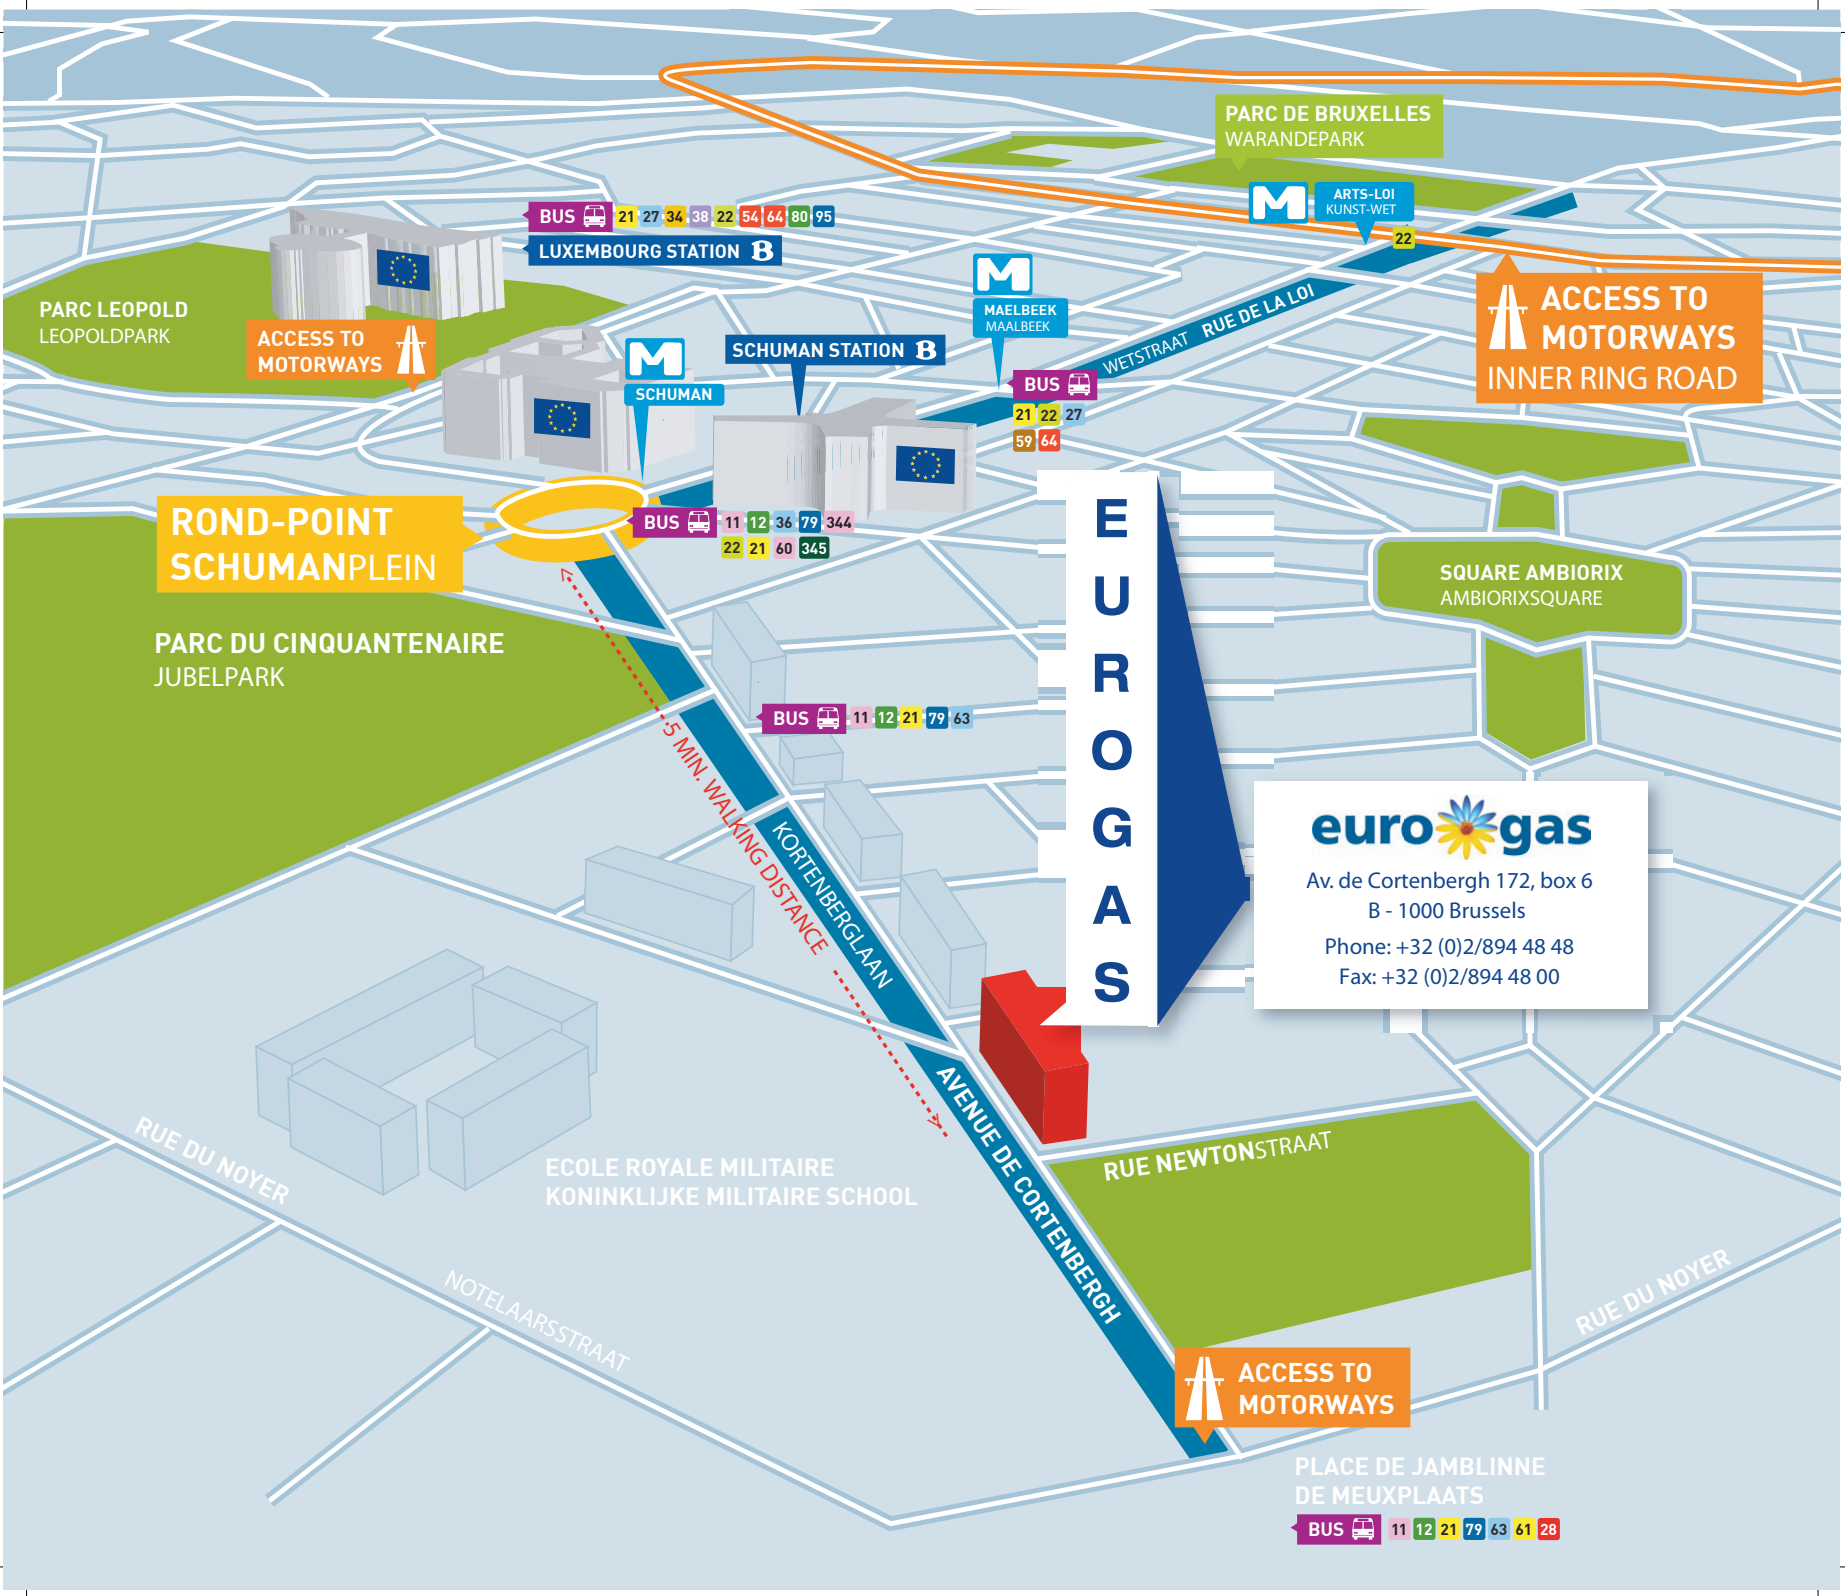 PARC DE BRUXELLES
WARANDEPARK
ARTS-LOI
KUNST-WET
22
BUS 21 27 34 38 22 54 64 80 95
LUXEMBOURG STATION B
PARC LEOPOLD
LEOPOLDPARK
ACCESS TO
MOTORWAYS
M
MAELBEEK
MAALBEEK
M
ACCESS TO
MOTORWAYS
INNER RING ROAD
WETSTRAAT RUE DE LA LOI
M
SCHUMAN
SCHUMAN STATION B
BUS
21 22 27
59 64
ROND-POINT
SCHUMANPLEIN
BUS 11 12 36 79 344
22 21 60 345
PARC DU CINQUANTENAIRE
JUBELPARK
SQUARE AMBIORIX
AMBIORIXSQUARE
BUS 11 12 21 79 63
5 MIN. WALKING DISTANCE
KORTENBERGLAAN
E
U
R
O
G
A
S
eurogas
Av. de Cortenbergh 172, box 6
B - 1000 Brussels
Phone: +32 (0)2/894 48 48
Fax: +32 (0)2/894 48 00
AVENUE DE CORTENBERGH
RUE NEWTONSTRAAT
RUE DU NOYER
ECOLE ROYALE MILITAIRE
KONINKLIJKE MILITAIRE SCHOOL
NOTELAARSSTRAAT
RUE DU NOYER
ACCESS TO
MOTORWAYS
PLACE DE JAMBLINNE
DE MEUXPLAATS
BUS 11 12 21 79 63 61 28